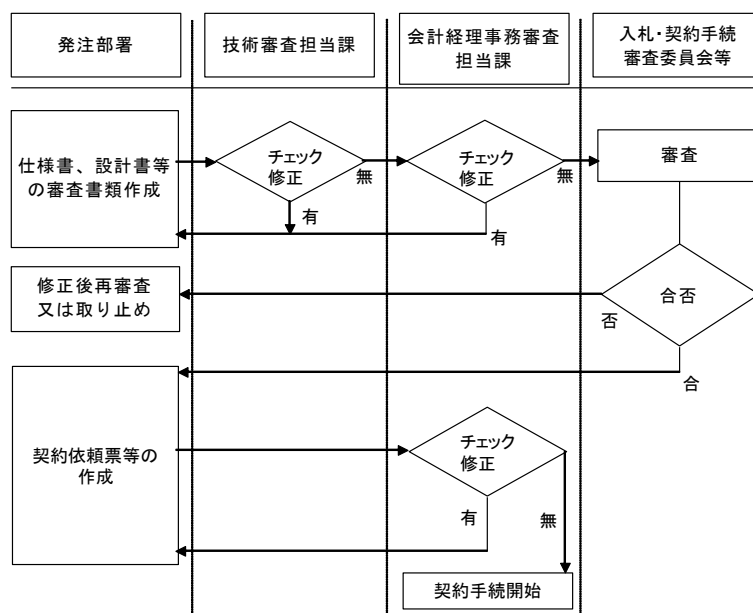 発注部署
技術審査担当課
会計経理事務審査
担当課
入札・契約手続
審査委員会等
仕様書、設計書等
の審査書類作成
チェック
修正
無
有
チェック
修正
無
有
審査
合否
否
合
修正後再審査
又は取り止め
契約依頼票等の
作成
チェック
修正
有
無
契約手続開始